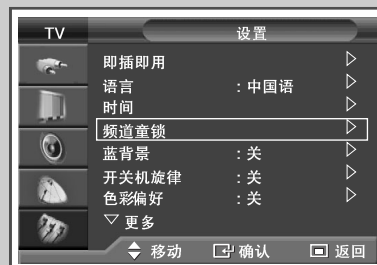 TV 设置
即插即用
语言 : 中国语
时间
频道童锁
蓝背景 : 关
开关机旋律 : 关
色彩偏好 : 关
▽ 更多
移动 确认 返回